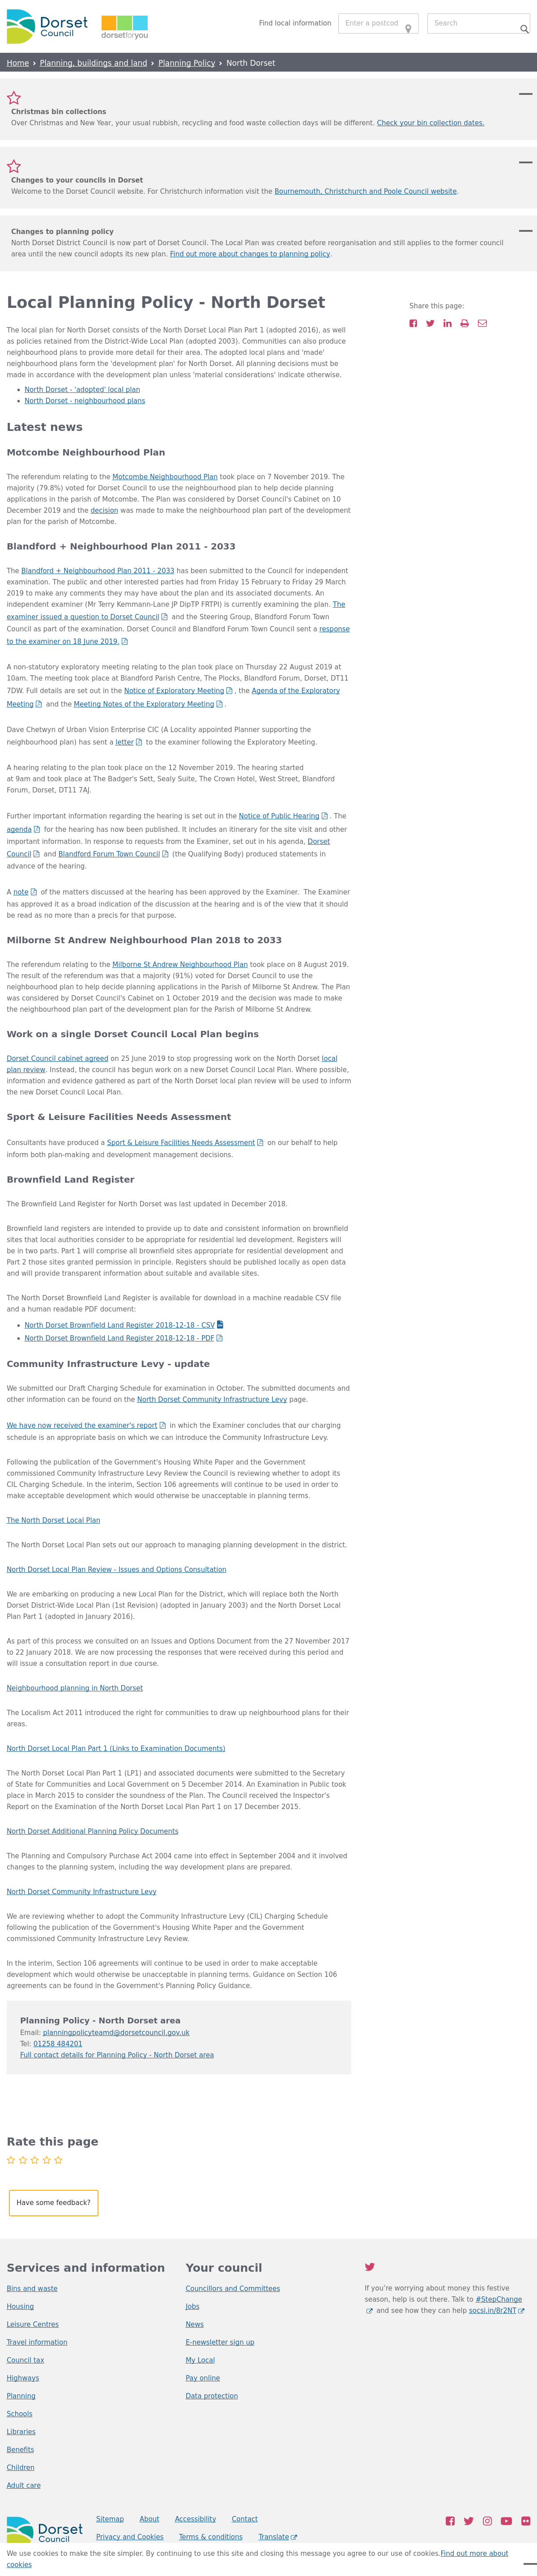 Dorset Council
dorsetforyou
Find local information
Enter a postcod
Search
Home › Planning, buildings and land › Planning Policy › North Dorset
Christmas bin collections
Over Christmas and New Year, your usual rubbish, recycling and food waste collection days will be different. Check your bin collection dates.
Changes to your councils in Dorset
Welcome to the Dorset Council website. For Christchurch information visit the Bournemouth, Christchurch and Poole Council website.
Changes to planning policy
North Dorset District Council is now part of Dorset Council. The Local Plan was created before reorganisation and still applies to the former council
area until the new council adopts its new plan. Find out more about changes to planning policy.
Local Planning Policy - North Dorset
Share this page:
The local plan for North Dorset consists of the North Dorset Local Plan Part 1 (adopted 2016), as well
as policies retained from the District-Wide Local Plan (adopted 2003). Communities can also produce
neighbourhood plans to provide more detail for their area. The adopted local plans and 'made'
neighbourhood plans form the 'development plan' for North Dorset. All planning decisions must be
made in accordance with the development plan unless 'material considerations' indicate otherwise.
North Dorset - 'adopted' local plan
North Dorset - neighbourhood plans
Latest news
Motcombe Neighbourhood Plan
The referendum relating to the Motcombe Neighbourhood Plan took place on 7 November 2019. The
majority (79.8%) voted for Dorset Council to use the neighbourhood plan to help decide planning
applications in the parish of Motcombe. The Plan was considered by Dorset Council's Cabinet on 10
December 2019 and the decision was made to make the neighbourhood plan part of the development
plan for the parish of Motcombe.
Blandford + Neighbourhood Plan 2011 - 2033
The Blandford + Neighbourhood Plan 2011 - 2033 has been submitted to the Council for independent
examination. The public and other interested parties had from Friday 15 February to Friday 29 March
2019 to make any comments they may have about the plan and its associated documents. An
independent examiner (Mr Terry Kemmann-Lane JP DipTP FRTPI) is currently examining the plan. The
examiner issued a question to Dorset Council and the Steering Group, Blandford Forum Town
Council as part of the examination. Dorset Council and Blandford Forum Town Council sent a response
to the examiner on 18 June 2019.
A non-statutory exploratory meeting relating to the plan took place on Thursday 22 August 2019 at
10am. The meeting took place at Blandford Parish Centre, The Plocks, Blandford Forum, Dorset, DT11
7DW. Full details are set out in the Notice of Exploratory Meeting , the Agenda of the Exploratory
Meeting and the Meeting Notes of the Exploratory Meeting .
Dave Chetwyn of Urban Vision Enterprise CIC (A Locality appointed Planner supporting the
neighbourhood plan) has sent a letter to the examiner following the Exploratory Meeting.
A hearing relating to the plan took place on the 12 November 2019. The hearing started
at 9am and took place at The Badger's Sett, Sealy Suite, The Crown Hotel, West Street, Blandford
Forum, Dorset, DT11 7AJ.
Further important information regarding the hearing is set out in the Notice of Public Hearing . The
agenda for the hearing has now been published. It includes an itinerary for the site visit and other
important information. In response to requests from the Examiner, set out in his agenda, Dorset
Council and Blandford Forum Town Council (the Qualifying Body) produced statements in
advance of the hearing.
A note of the matters discussed at the hearing has been approved by the Examiner. The Examiner
has approved it as a broad indication of the discussion at the hearing and is of the view that it should
be read as no more than a precis for that purpose.
Milborne St Andrew Neighbourhood Plan 2018 to 2033
The referendum relating to the Milborne St Andrew Neighbourhood Plan took place on 8 August 2019.
The result of the referendum was that a majority (91%) voted for Dorset Council to use the
neighbourhood plan to help decide planning applications in the Parish of Milborne St Andrew. The Plan
was considered by Dorset Council's Cabinet on 1 October 2019 and the decision was made to make
the neighbourhood plan part of the development plan for the Parish of Milborne St Andrew.
Work on a single Dorset Council Local Plan begins
Dorset Council cabinet agreed on 25 June 2019 to stop progressing work on the North Dorset local
plan review. Instead, the council has begun work on a new Dorset Council Local Plan. Where possible,
information and evidence gathered as part of the North Dorset local plan review will be used to inform
the new Dorset Council Local Plan.
Sport & Leisure Facilities Needs Assessment
Consultants have produced a Sport & Leisure Facilities Needs Assessment on our behalf to help
inform both plan-making and development management decisions.
Brownfield Land Register
The Brownfield Land Register for North Dorset was last updated in December 2018.
Brownfield land registers are intended to provide up to date and consistent information on brownfield
sites that local authorities consider to be appropriate for residential led development. Registers will
be in two parts. Part 1 will comprise all brownfield sites appropriate for residential development and
Part 2 those sites granted permission in principle. Registers should be published locally as open data
and will provide transparent information about suitable and available sites.
The North Dorset Brownfield Land Register is available for download in a machine readable CSV file
and a human readable PDF document:
North Dorset Brownfield Land Register 2018-12-18 - CSV
North Dorset Brownfield Land Register 2018-12-18 - PDF
Community Infrastructure Levy - update
We submitted our Draft Charging Schedule for examination in October. The submitted documents and
other information can be found on the North Dorset Community Infrastructure Levy page.
We have now received the examiner's report in which the Examiner concludes that our charging
schedule is an appropriate basis on which we can introduce the Community Infrastructure Levy.
Following the publication of the Government's Housing White Paper and the Government
commissioned Community Infrastructure Levy Review the Council is reviewing whether to adopt its
CIL Charging Schedule. In the interim, Section 106 agreements will continue to be used in order to
make acceptable development which would otherwise be unacceptable in planning terms.
The North Dorset Local Plan
The North Dorset Local Plan sets out our approach to managing planning development in the district.
North Dorset Local Plan Review - Issues and Options Consultation
We are embarking on producing a new Local Plan for the District, which will replace both the North
Dorset District-Wide Local Plan (1st Revision) (adopted in January 2003) and the North Dorset Local
Plan Part 1 (adopted in January 2016).
As part of this process we consulted on an Issues and Options Document from the 27 November 2017
to 22 January 2018. We are now processing the responses that were received during this period and
will issue a consultation report in due course.
Neighbourhood planning in North Dorset
The Localism Act 2011 introduced the right for communities to draw up neighbourhood plans for their
areas.
North Dorset Local Plan Part 1 (Links to Examination Documents)
The North Dorset Local Plan Part 1 (LP1) and associated documents were submitted to the Secretary
of State for Communities and Local Government on 5 December 2014. An Examination in Public took
place in March 2015 to consider the soundness of the Plan. The Council received the Inspector's
Report on the Examination of the North Dorset Local Plan Part 1 on 17 December 2015.
North Dorset Additional Planning Policy Documents
The Planning and Compulsory Purchase Act 2004 came into effect in September 2004 and it involved
changes to the planning system, including the way development plans are prepared.
North Dorset Community Infrastructure Levy
We are reviewing whether to adopt the Community Infrastructure Levy (CIL) Charging Schedule
following the publication of the Government's Housing White Paper and the Government
commissioned Community Infrastructure Levy Review.
In the interim, Section 106 agreements will continue to be used in order to make acceptable
development which would otherwise be unacceptable in planning terms. Guidance on Section 106
agreements can be found in the Government's Planning Policy Guidance.
Planning Policy - North Dorset area
Email: planningpolicyteamd@dorsetcouncil.gov.uk
Tel: 01258 484201
Full contact details for Planning Policy - North Dorset area
Rate this page
Have some feedback?
Services and information
Bins and waste
Housing
Leisure Centres
Travel information
Council tax
Highways
Planning
Schools
Libraries
Benefits
Children
Adult care
Your council
Councillors and Committees
Jobs
News
E-newsletter sign up
My Local
Pay online
Data protection
If you're worrying about money this festive
season, help is out there. Talk to #StepChange
and see how they can help socsi.in/8r2NT
Dorset Council
Sitemap About Accessibility Contact
Privacy and Cookies Terms & conditions Translate
We use cookies to make the site simpler. By continuing to use this site and closing this message you agree to our use of cookies.Find out more about
cookies